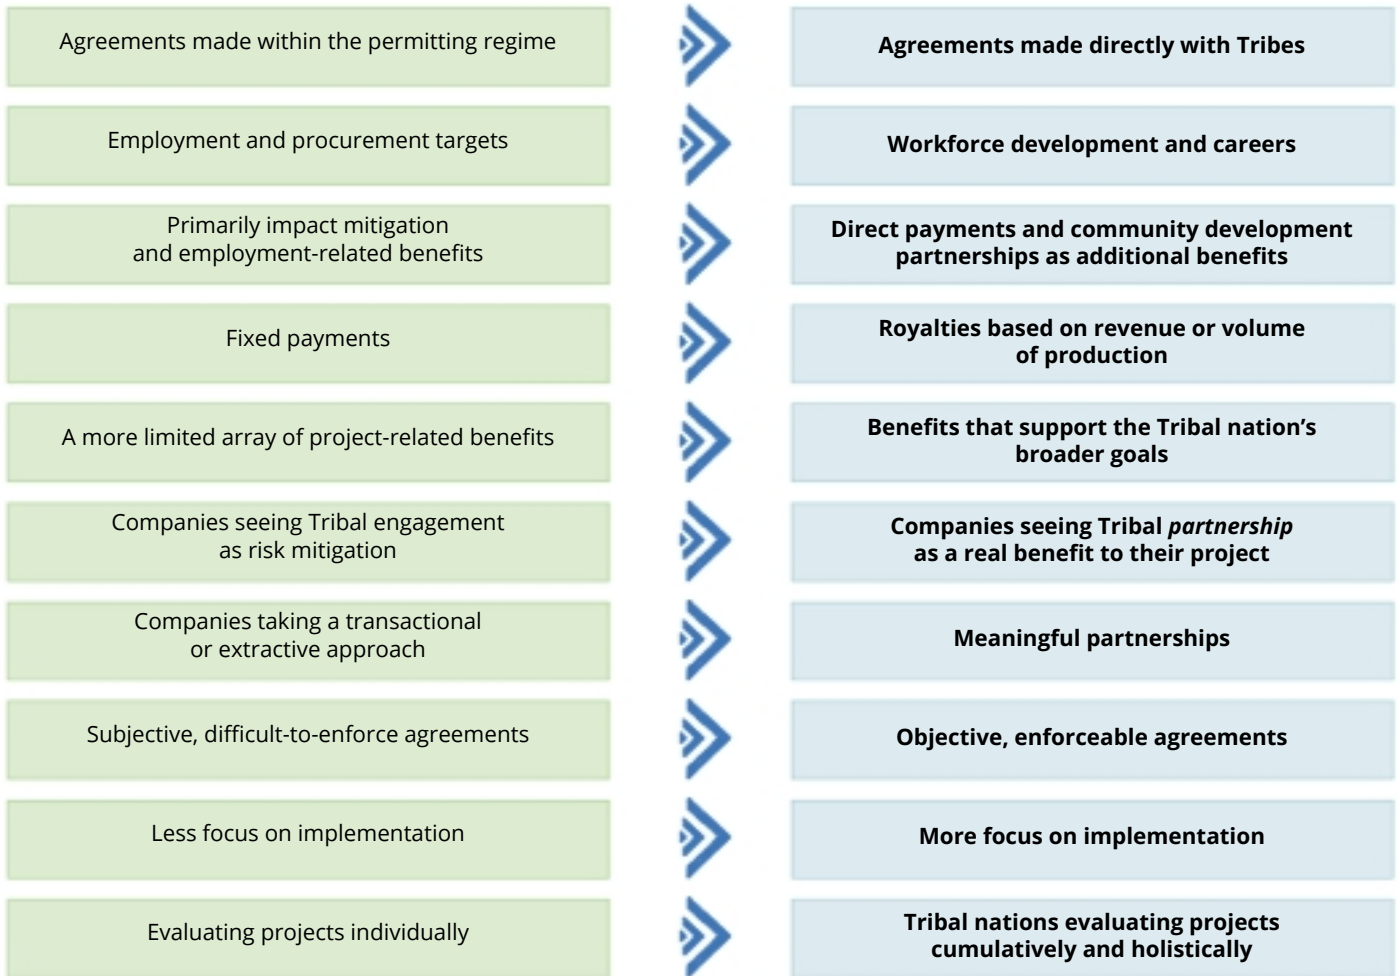 Agreements made within the permitting regime
Agreements made directly with Tribes
Employment and procurement targets
Workforce development and careers
Primarily impact mitigation
and employment-related benefits
Direct payments and community development
partnerships as additional benefits
Fixed payments
Royalties based on revenue or volume
of production
A more limited array of project-related benefits
Benefits that support the Tribal nation’s
broader goals
Companies seeing Tribal engagement
as risk mitigation
Companies seeing Tribal partnership
as a real benefit to their project
Companies taking a transactional
or extractive approach
Meaningful partnerships
Subjective, difficult-to-enforce agreements
Objective, enforceable agreements
Less focus on implementation
More focus on implementation
Evaluating projects individually
Tribal nations evaluating projects
cumulatively and holistically